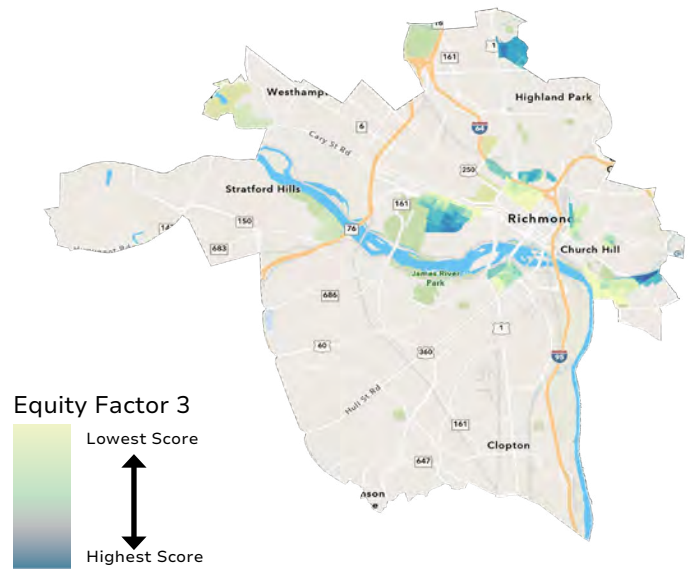 161
1
Westham
Highland Park
6
64
Cary St Rd
250
Stratford Hills
161
Richmond
150
76
Church Hill
683
James River
Park
686
1
60
360
95
Hull St Rd
Equity Factor 3
161
Lowest Score
Clopton
647
Highest Score